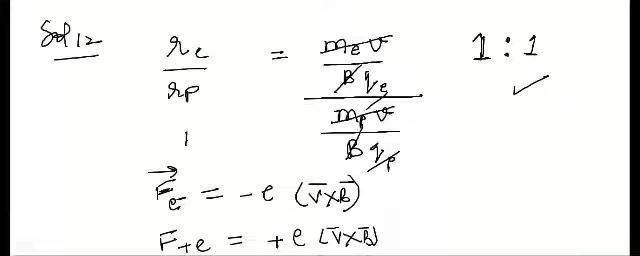 Sol 12
r_e / r_p = (m_e v / B q_e) / (m_p v / B q_p) 1 : 1 ✓
F_e = - e (V̄ x B̄)
F_+e = + e (V̄ x B̄)